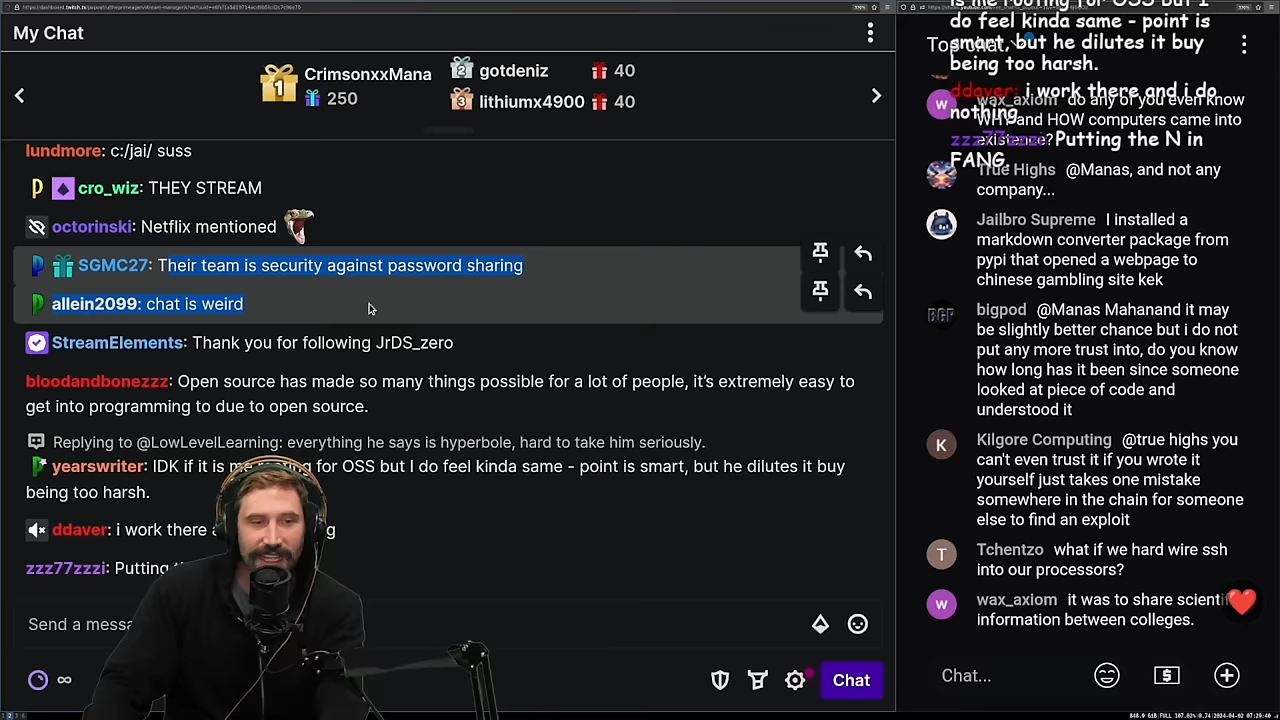 My Chat
1 CrimsonxxMana
250
2 gotdeniz 40
3 lithiumx4900 40
lundmore: c:/jai/ suss
cro_wiz: THEY STREAM
octorinski: Netflix mentioned
SGMC27: Their team is security against password sharing
allein2099: chat is weird
StreamElements: Thank you for following JrDS_zero
bloodandbonezzz: Open source has made so many things possible for a lot of people, it's extremely easy to
get into programming to due to open source.
Replying to @LowLevelLearning: everything he says is hyperbole, hard to take him seriously.
yearswriter: IDK if it is me for OSS but I do feel kinda same - point is smart, but he dilutes it buy
being too harsh.
ddaver: i work there
zzz77zzzi: Putting
Send a messa
∞
Chat
is me rooting for OSS but I
do feel kinda same - point is
smart, but he dilutes it buy
being too harsh.
ddaver: i work there and i do
nothing
zzz77zzzi: Putting the N in
FANG.
Top chat
wax_axiom do any of you even know
WHY and HOW computers came into
existence?
True Highs @Manas, and not any
company...
Jailbro Supreme I installed a
markdown converter package from
pypi that opened a webpage to
chinese gambling site kek
bigpod @Manas Mahanand it may
be slightly better chance but i do not
put any more trust into, do you know
how long has it been since someone
looked at piece of code and
understood it
K
Kilgore Computing @true highs you
can't even trust it if you wrote it
yourself just takes one mistake
somewhere in the chain for someone
else to find an exploit
T
Tchentzo what if we hard wire ssh
into our processors?
w
wax_axiom it was to share
information between colleges.
Chat...